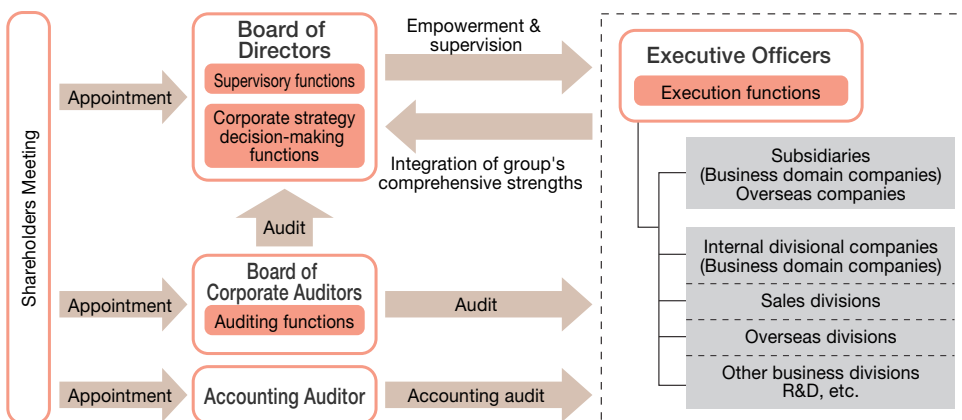 Shareholders Meeting
Appointment
Board of
Directors
Supervisory functions
Corporate strategy
decision-making
functions
Empowerment &
supervision
Integration of group's
comprehensive strengths
Executive Officers
Execution functions
Subsidiaries
(Business domain companies)
Overseas companies
Internal divisional companies
(Business domain companies)
Sales divisions
Overseas divisions
Other business divisions
R&D, etc.
Audit
Appointment
Board of
Corporate Auditors
Auditing functions
Audit
Appointment
Accounting Auditor
Accounting audit